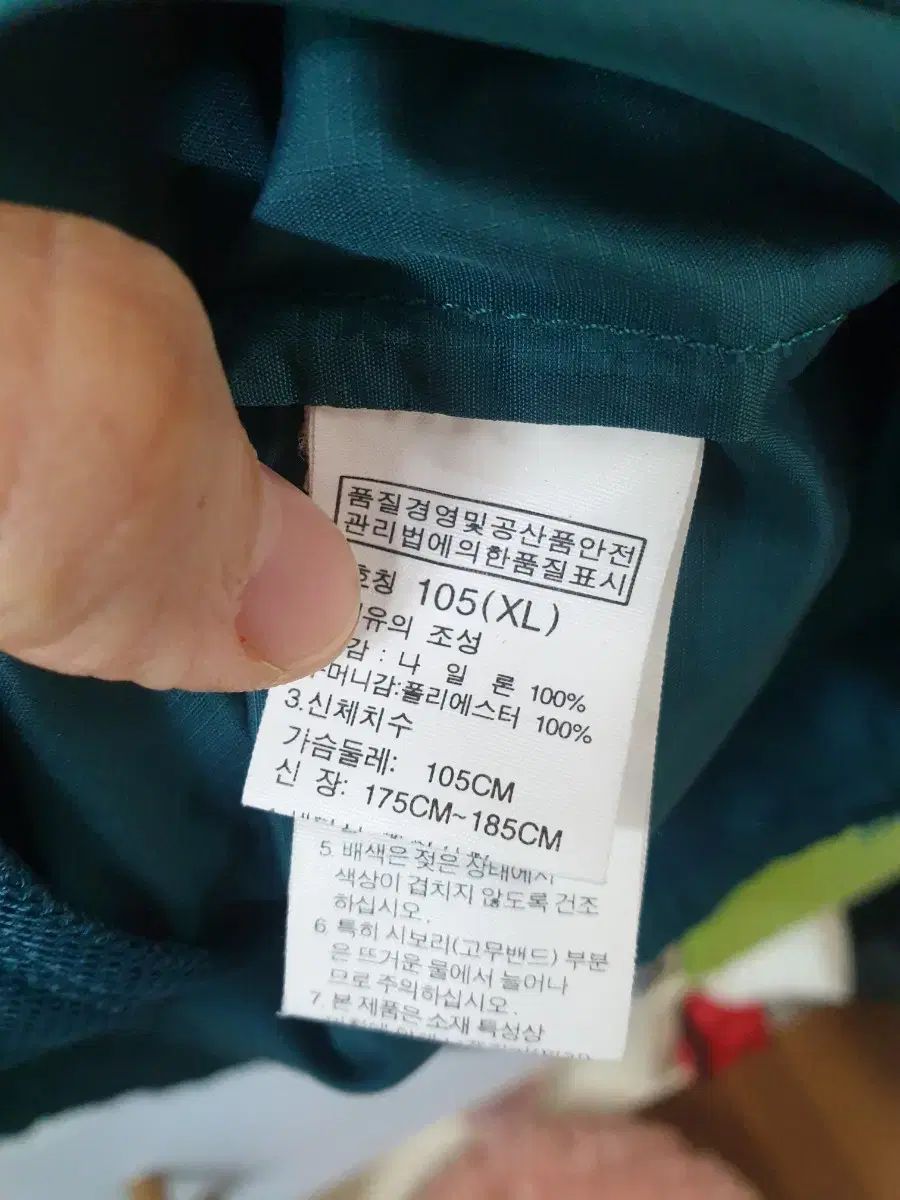 품질경영및공산품안전
관리법에의한품질표시
호칭 105(XL)
조성
감 : 나 일 론 100%
머니감:폴리에스터 100%
3.신체치수
가슴둘레: 105CM
신 장: 175CM~185CM
5. 배색은 젖은 상태에서
색상이 겹치지 않도록 건조
하십시오.
6. 특히 시보리(고무밴드) 부분
은 뜨거운 물에서 늘어나
므로 주의하십시오.
7. 본 제품은 소재 특성상